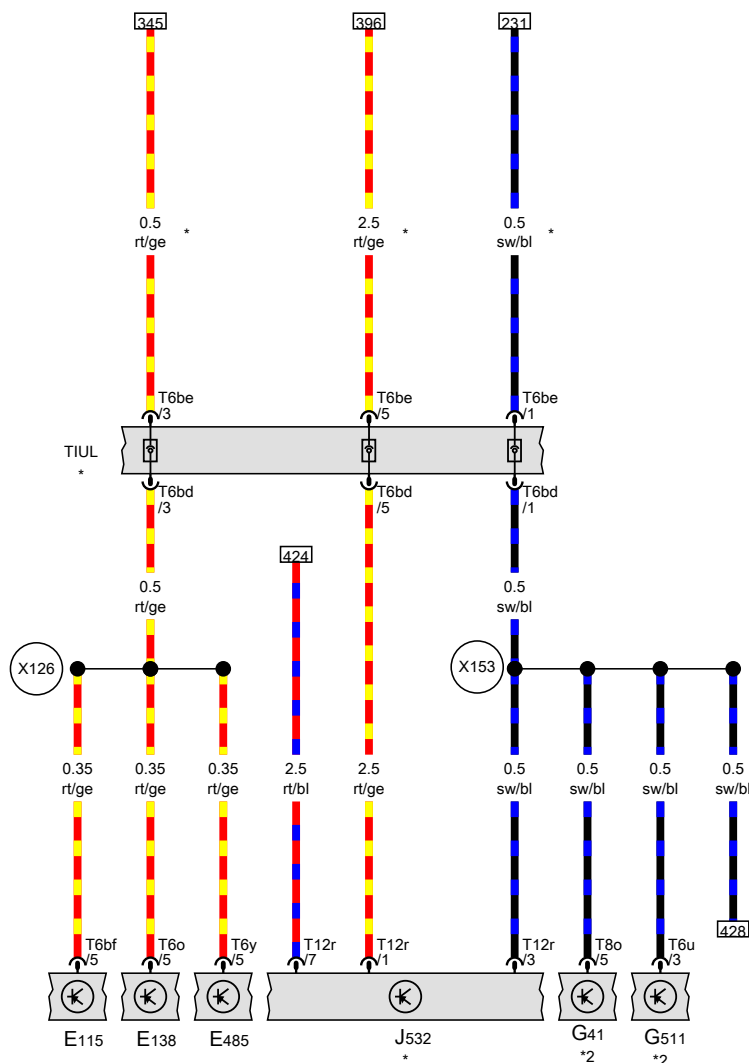 345 396 231
0.5 2.5 0.5
rt/ge * rt/ge * sw/bl *
T6be T6be T6be
/3 /5 /1
TIUL
*
T6bd T6bd T6bd
/3 /5 /1
424
0.5 0.5
rt/ge sw/bl
X126 X153
0.35 0.35 0.35 2.5 2.5 0.5 0.5 0.5 0.5
rt/ge rt/ge rt/ge rt/bl rt/ge sw/bl sw/bl sw/bl sw/bl
428
T6bf T6o T6y T12r T12r T12r T8o T6u
/5 /5 /5 /7 /1 /3 /5 /3
E115 E138 E485 J532 G41 G511
* *2 *2